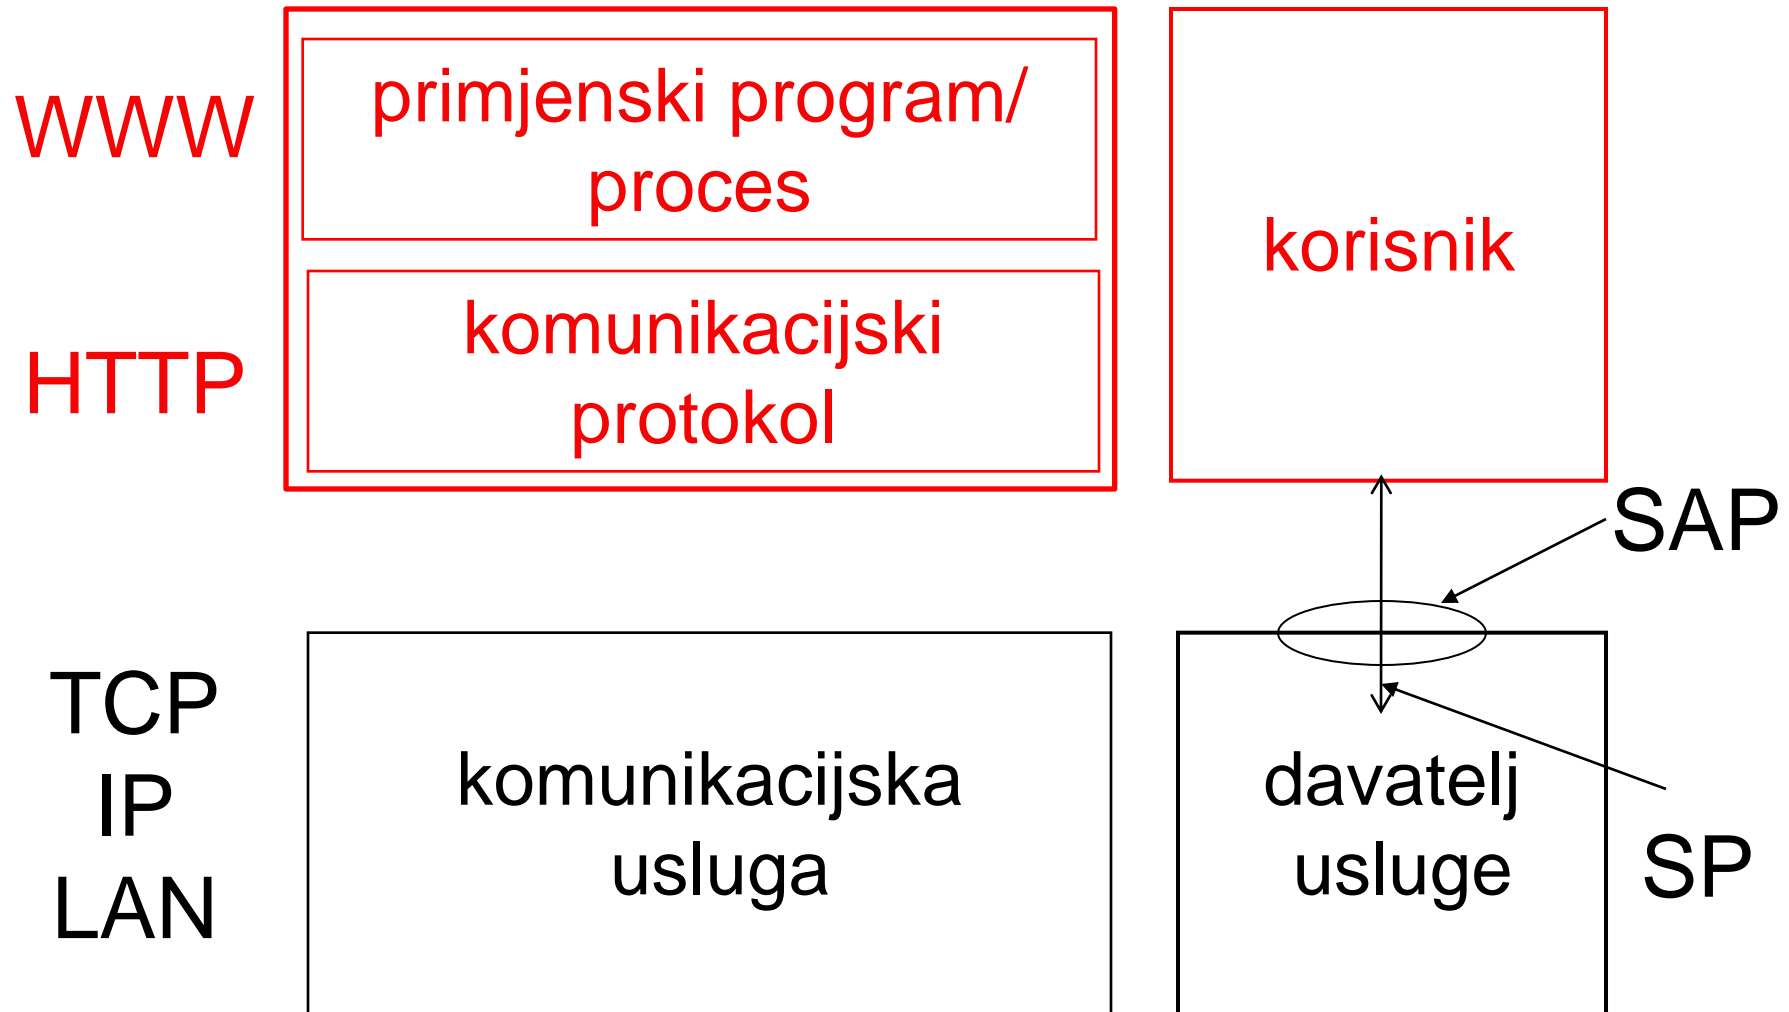 WWW
primjenski program/
proces
korisnik
HTTP
komunikacijski
protokol
SAP
TCP
IP
LAN
komunikacijska
usluga
davatelj
usluge
SP